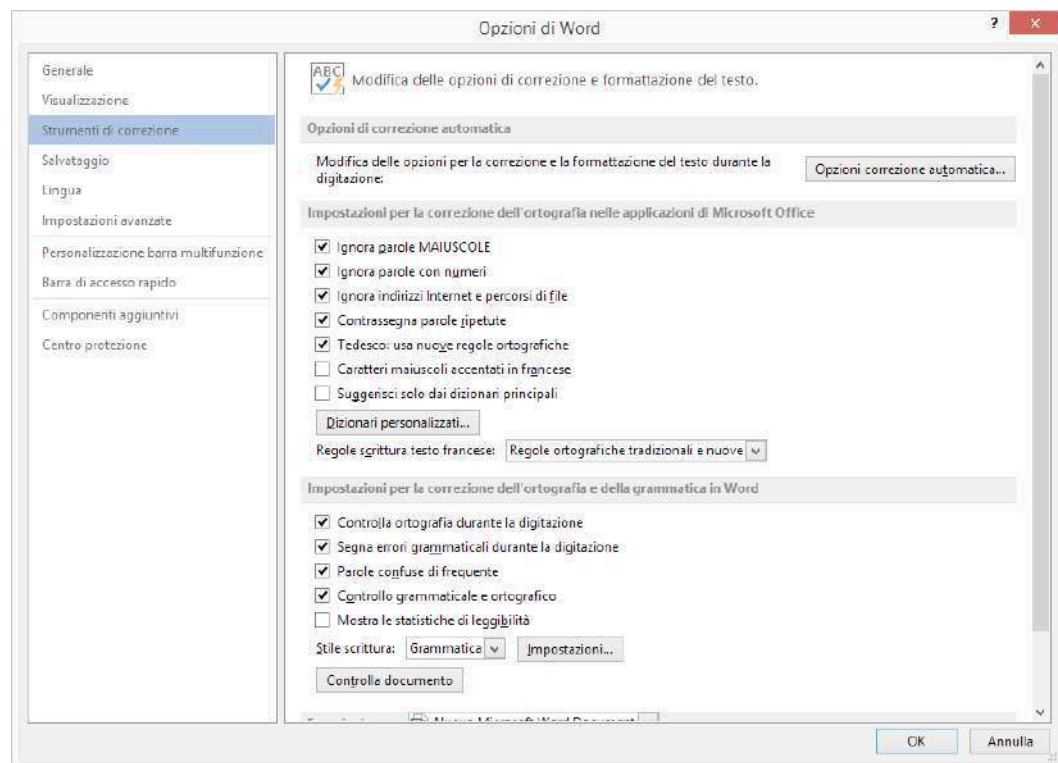 Opzioni di Word
?
Generale
Visualizzazione
Strumenti di correzione
Salvataggio
Lingua
Impostazioni avanzate
Personalizzazione barra multifunzione
Barra di accesso rapido
Componenti aggiuntivi
Centro protezione
ABC
Modifica delle opzioni di correzione e formattazione del testo.
Opzioni di correzione automatica
Modifica delle opzioni per la correzione e la formattazione del testo durante la
digitazione:
Opzioni correzione automatica...
Impostazioni per la correzione dell'ortografia nelle applicazioni di Microsoft Office
Ignora parole MAIUSCOLE
Ignora parole con numeri
Ignora indirizzi Internet e percorsi di file
Contrassegna parole ripetute
Tedesco: usa nuove regole ortografiche
Caratteri maiuscoli accentati in francese
Suggerisci solo dai dizionari principali
Dizionari personalizzati...
Regole scrittura testo francese: Regole ortografiche tradizionali e nuove
Impostazioni per la correzione dell'ortografia e della grammatica in Word
Controlla ortografia durante la digitazione
Segna errori grammaticali durante la digitazione
Parole confuse di frequente
Controllo grammaticale e ortografico
Mostra le statistiche di leggibilità
Stile scrittura: Grammatica Impostazioni...
Controlla documento
Nuovo Microsoft Word Document
OK Annulla